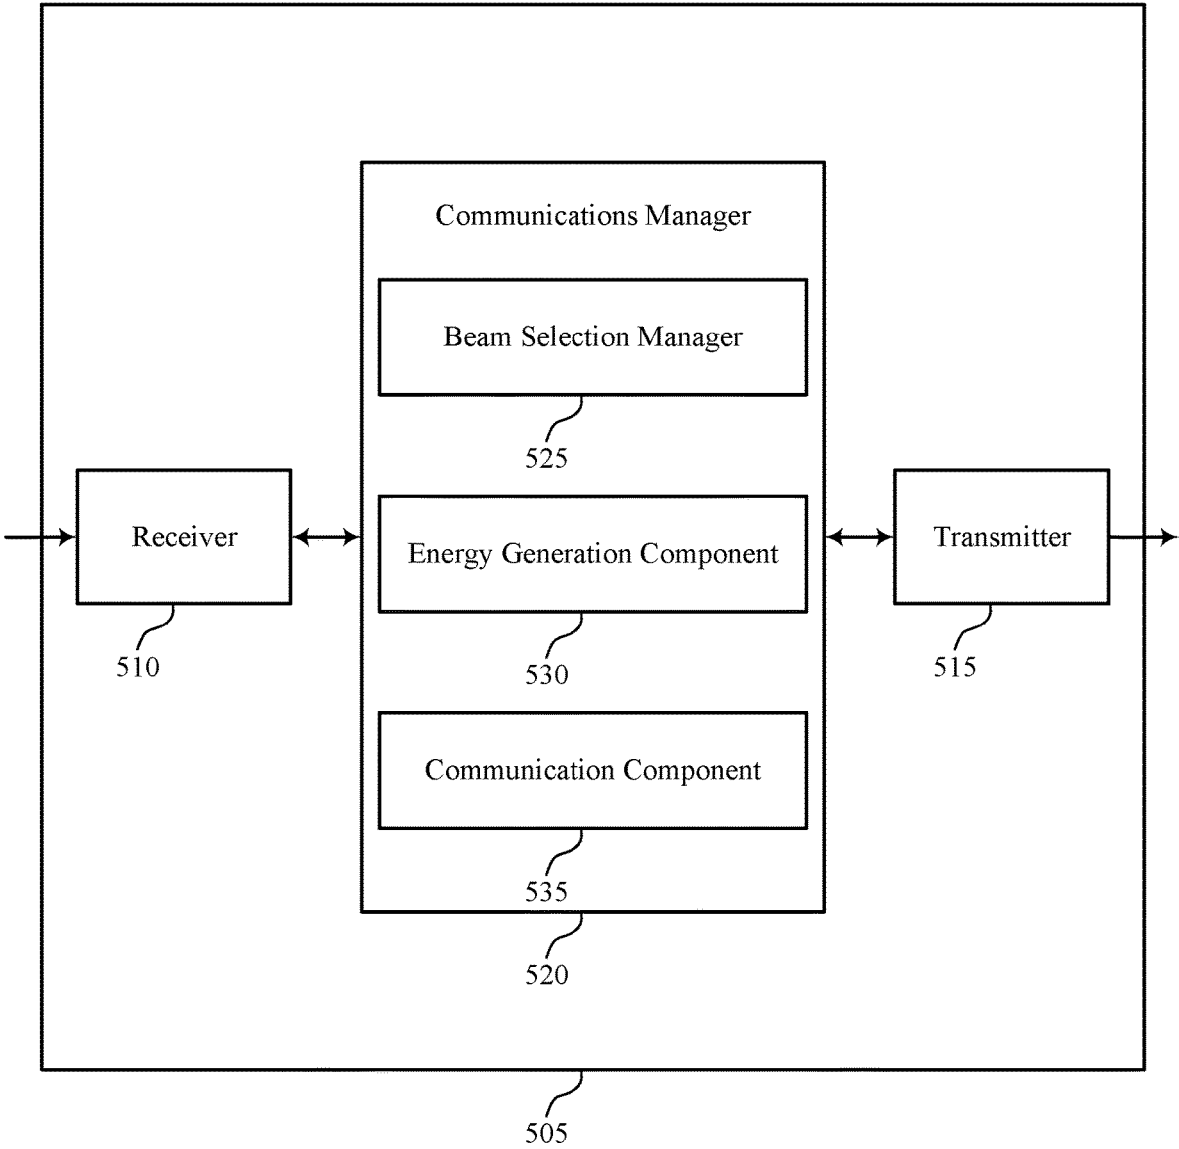 Communications Manager
Beam Selection Manager
525
Receiver
510
Energy Generation Component
530
Transmitter
515
Communication Component
535
520
505